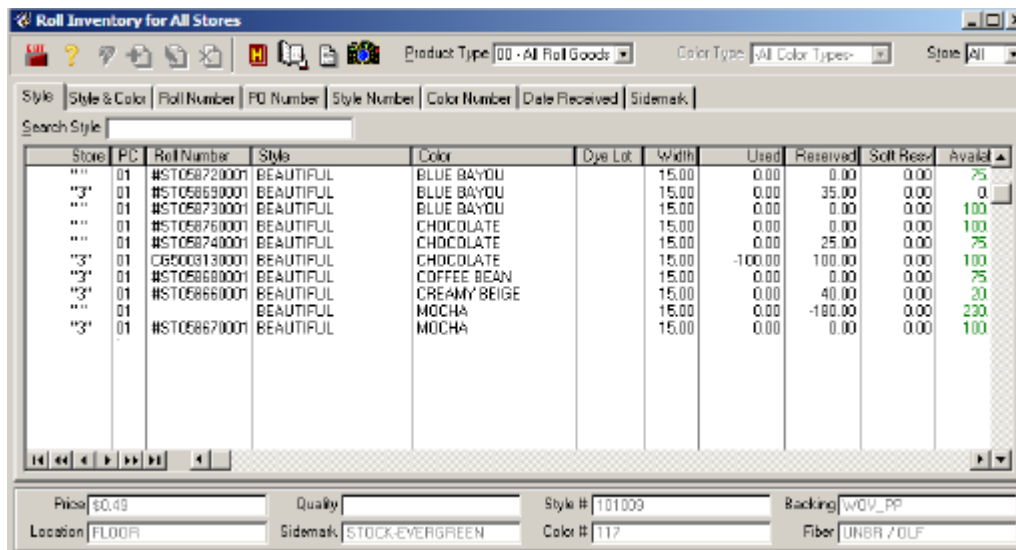 Roll Inventory for All Stores
CUT ? H Product Type 00 - All Roll Goods Color Type -All Color Types- Store All
Style Style & Color Roll Number PO Number Style Number Color Number Date Received Sidemark
Search Style
Store PC Roll Number Style Color Dye Lot Width Used Reserved Soft Resv Availal
"" 01 #ST058720001 BEAUTIFUL BLUE BAYOU 15.00 0.00 0.00 0.00 75.
"3" 01 #ST058690001 BEAUTIFUL BLUE BAYOU 15.00 0.00 35.00 0.00 0.
"" 01 #ST058730001 BEAUTIFUL BLUE BAYOU 15.00 0.00 0.00 0.00 100.
"" 01 #ST058760001 BEAUTIFUL CHOCOLATE 15.00 0.00 0.00 0.00 100.
"" 01 #ST058740001 BEAUTIFUL CHOCOLATE 15.00 0.00 25.00 0.00 75.
"3" 01 CG5003130001 BEAUTIFUL CHOCOLATE 15.00 -100.00 100.00 0.00 100.
"3" 01 #ST058680001 BEAUTIFUL COFFEE BEAN 15.00 0.00 0.00 0.00 75.
"3" 01 #ST058660001 BEAUTIFUL CREAMY BEIGE 15.00 0.00 40.00 0.00 20.
"" 01 BEAUTIFUL MOCHA 15.00 0.00 -180.00 0.00 230.
"3" 01 #ST058670001 BEAUTIFUL MOCHA 15.00 0.00 0.00 0.00 100.
Price $0.49 Quality Style # 101009 Backing WOV_PP
Location FLOOR Sidemark STOCK-EVERGREEN Color # 117 Fiber UNBR / OLF